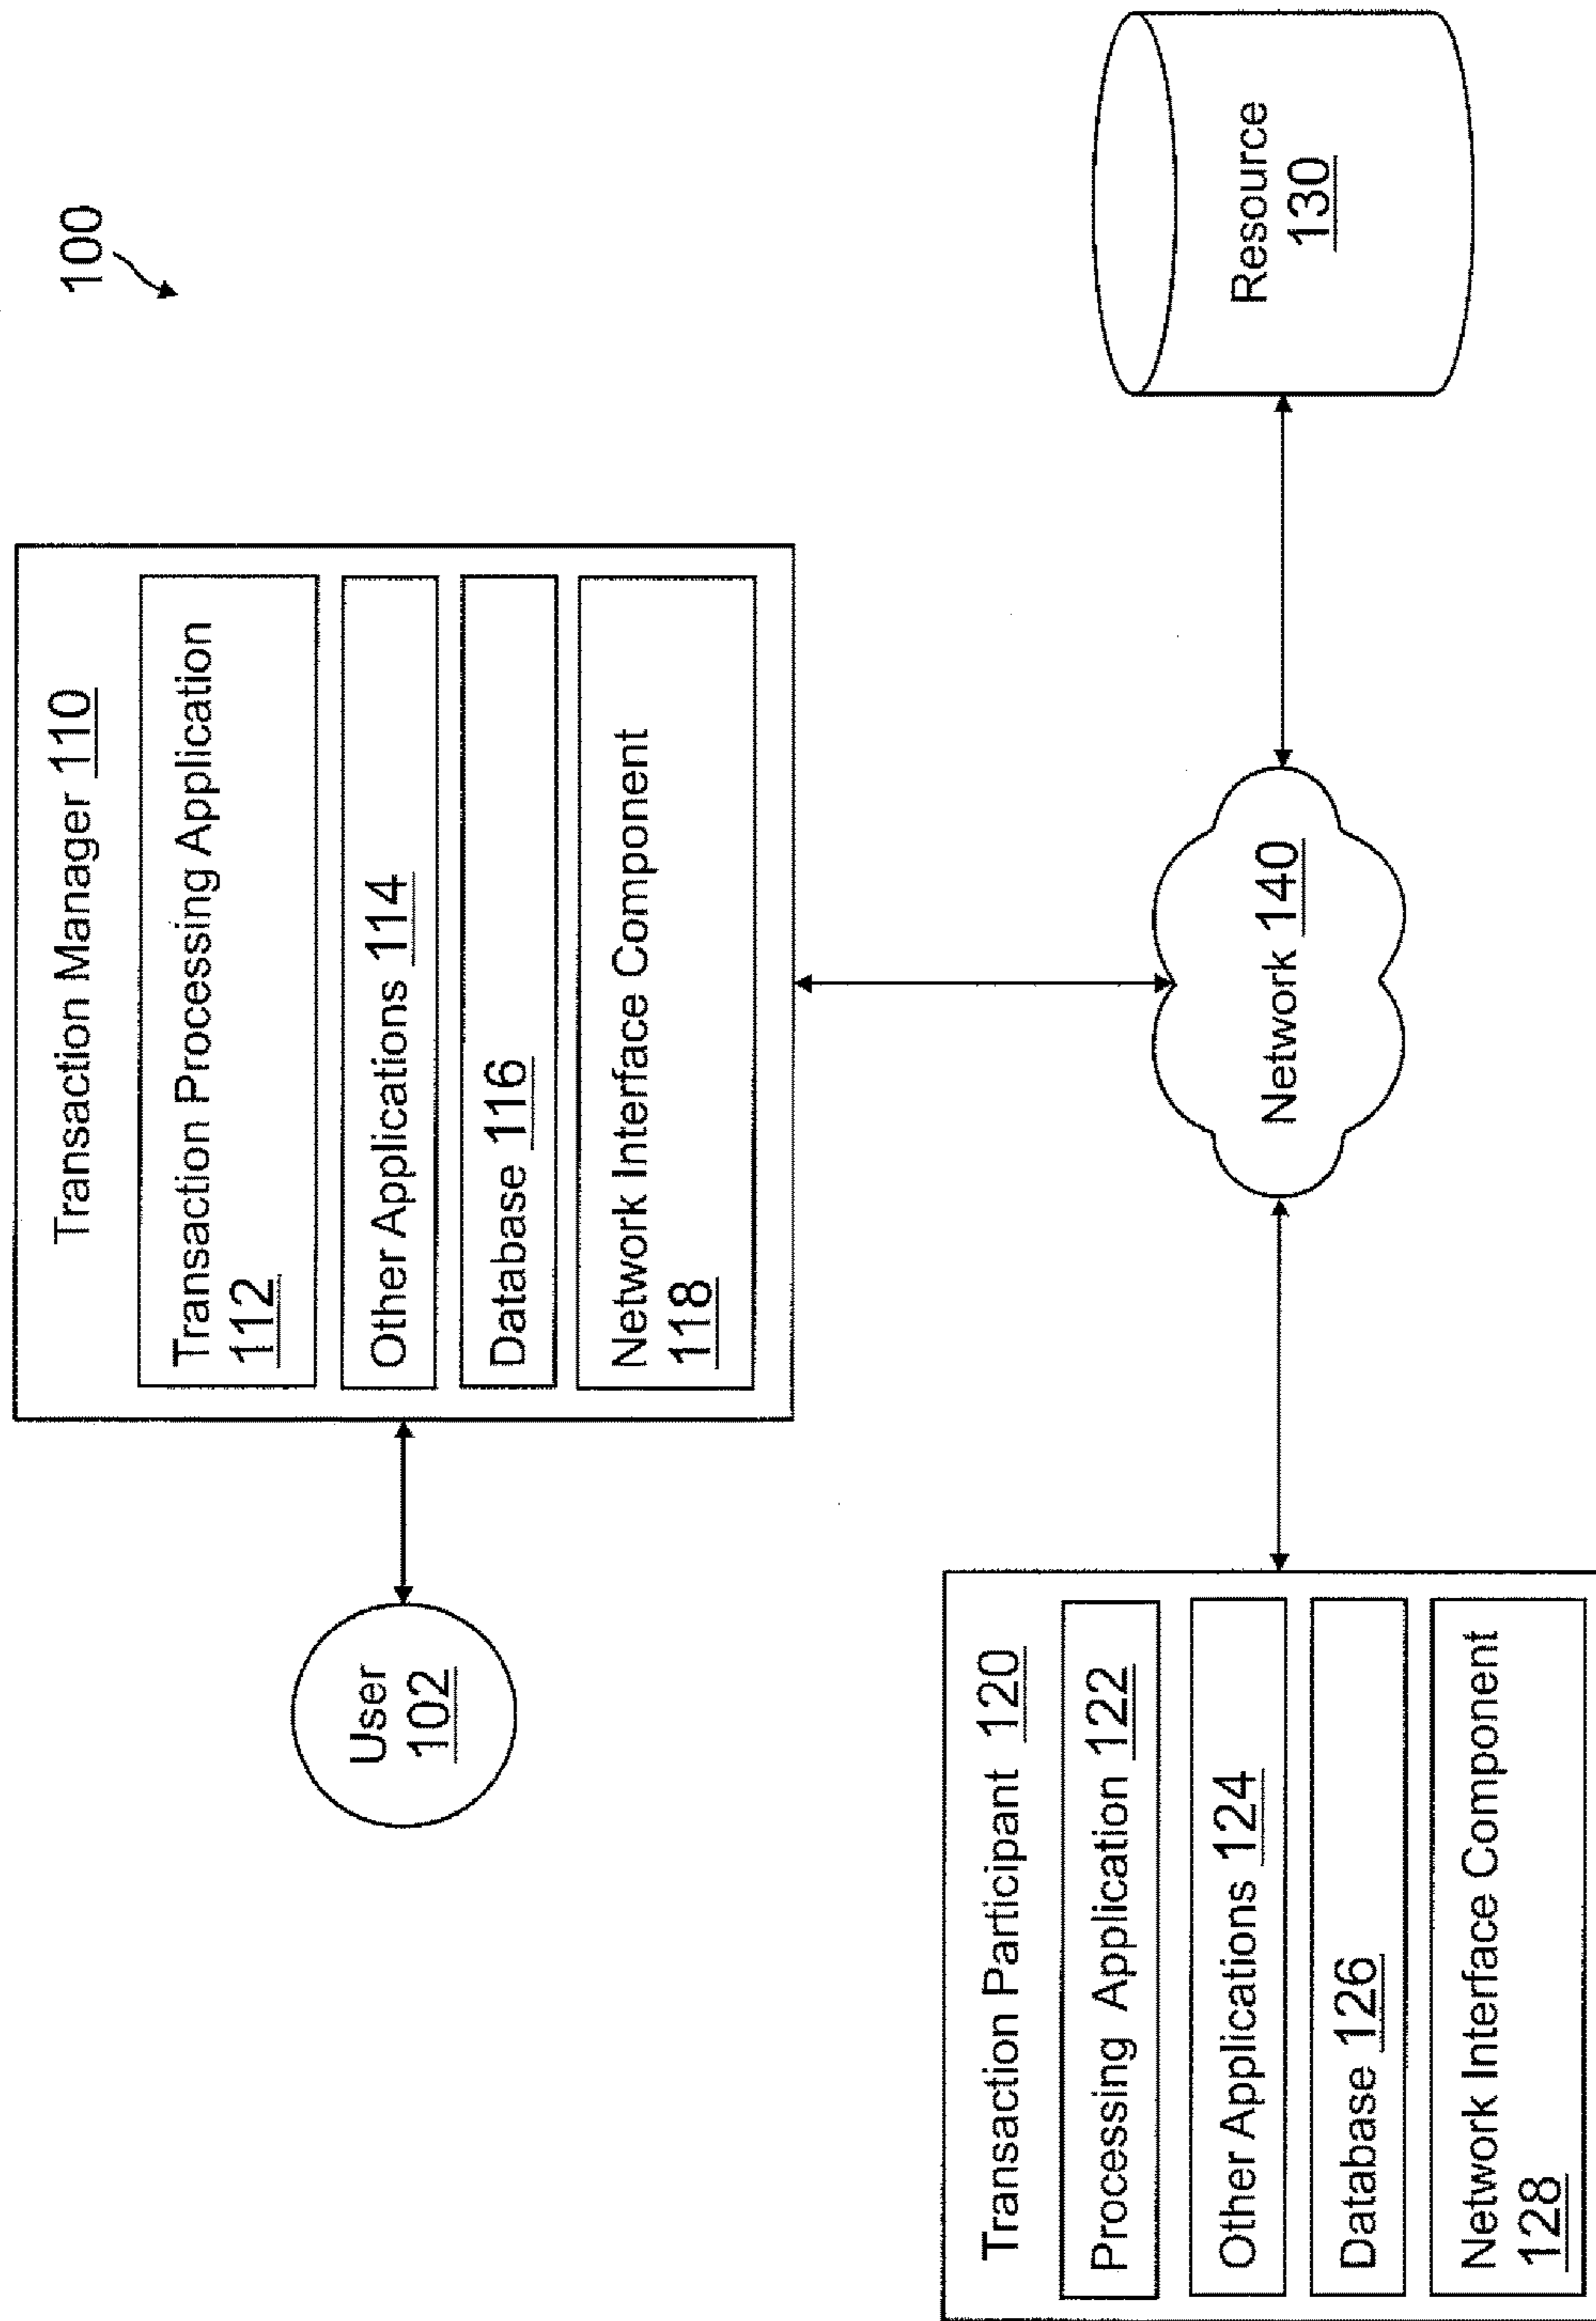 100
Transaction Manager 110
Transaction Processing Application
112
Other Applications 114
Database 116
Network Interface Component
118
User
102
Transaction Participant 120
Processing Application 122
Other Applications 124
Database 126
Network Interface Component
128
Network 140
Resource
130